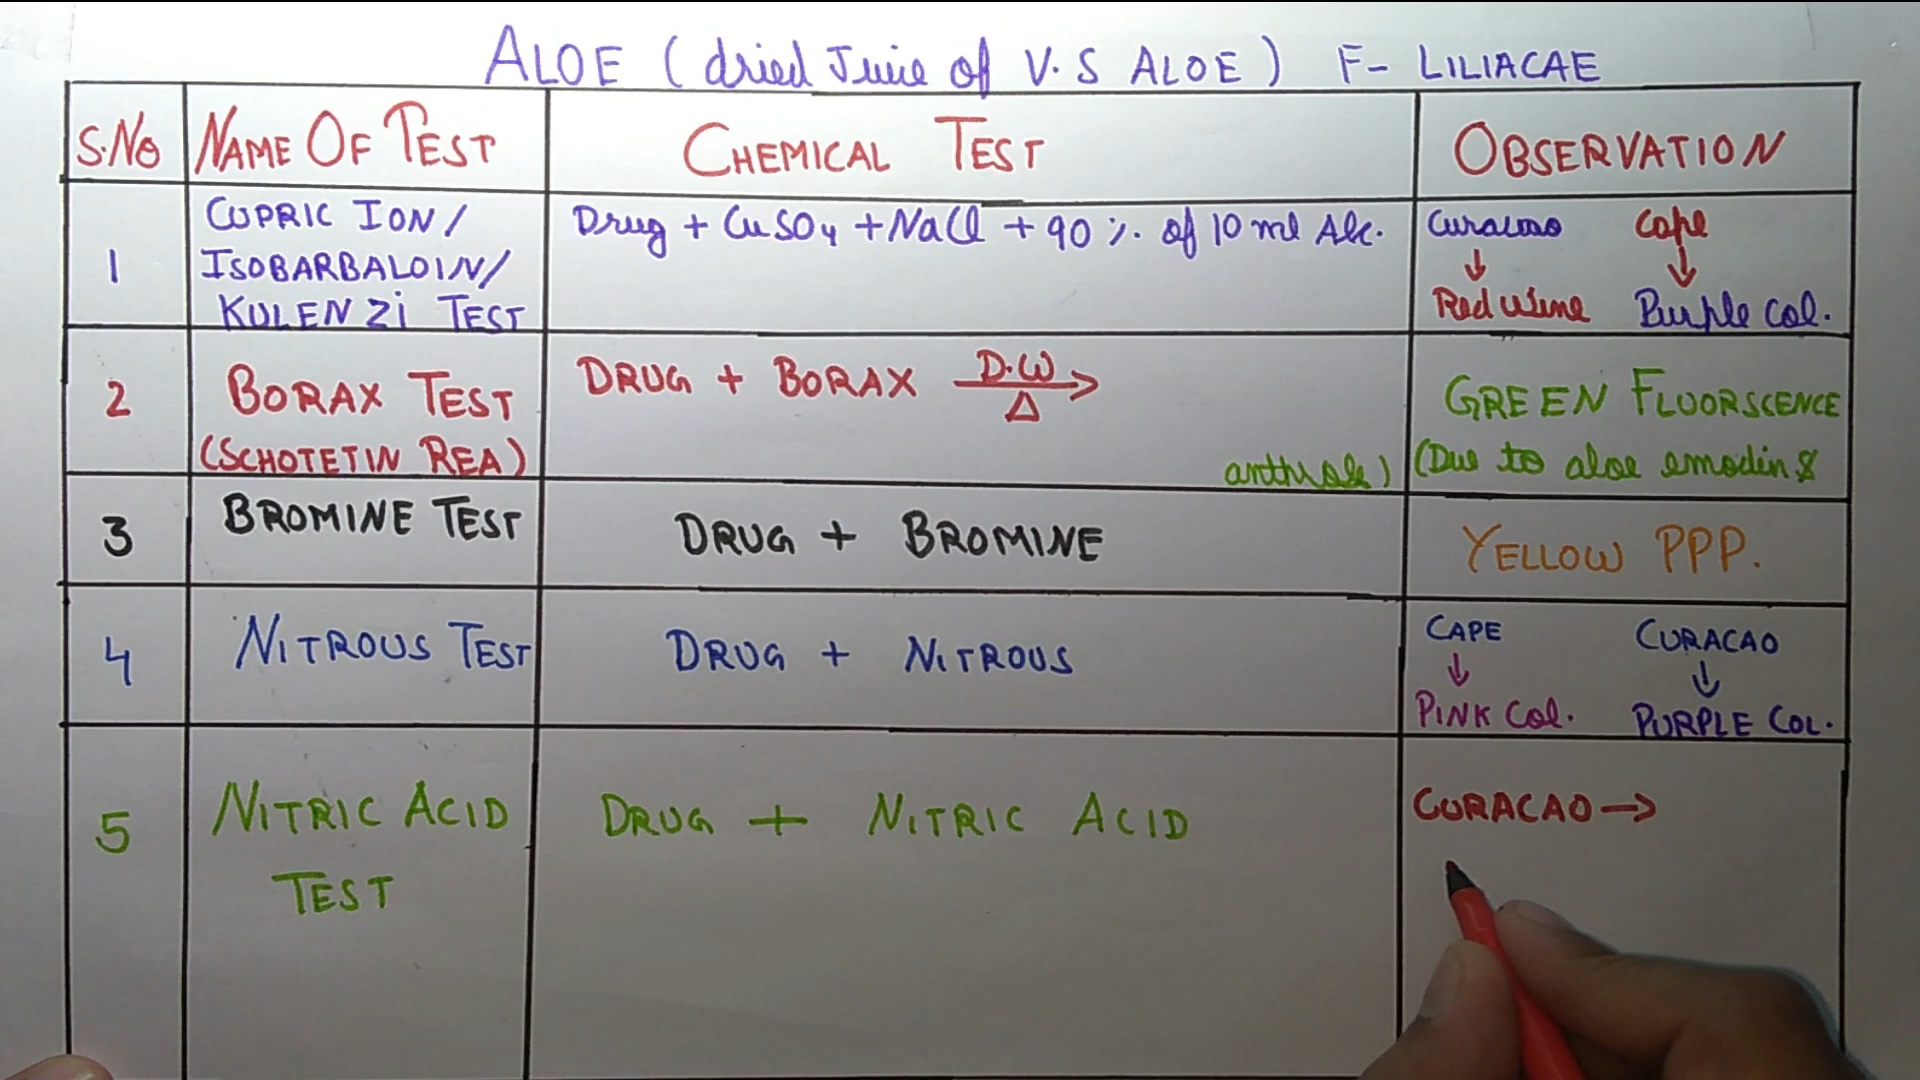 ALOE (dried Juice of V.S ALOE) F- LILIACAE
S.No NAME OF TEST CHEMICAL TEST OBSERVATION
1
CUPRIC ION/
ISOBARBALOIN/
KULENZI TEST
Drug + CuSO4 + NaCl + 90 %. of 10 ml Alc.
Curacao Cape
↓ ↓
Red Wine Purple Col.
2
BORAX TEST
(SCHOTETIN REA)
DRUG + BORAX D.W →
Δ
GREEN FLUORSCENCE
(Due to aloe emodin &
anthrole)
3
BROMINE TEST
DRUG + BROMINE
YELLOW PPP.
4
NITROUS TEST
DRUG + NITROUS
CAPE CURACAO
↓ ↓
PINK Col. PURPLE COL.
5
NITRIC ACID
TEST
DRUG + NITRIC ACID
CURACAO →